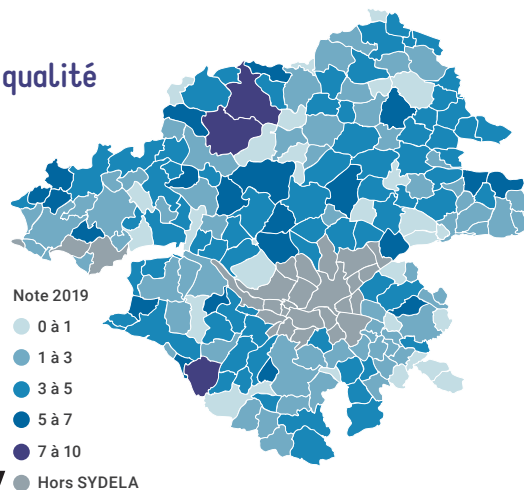 qualité
Note 2019
0 à 1
1 à 3
3 à 5
5 à 7
7 à 10
Hors SYDELA